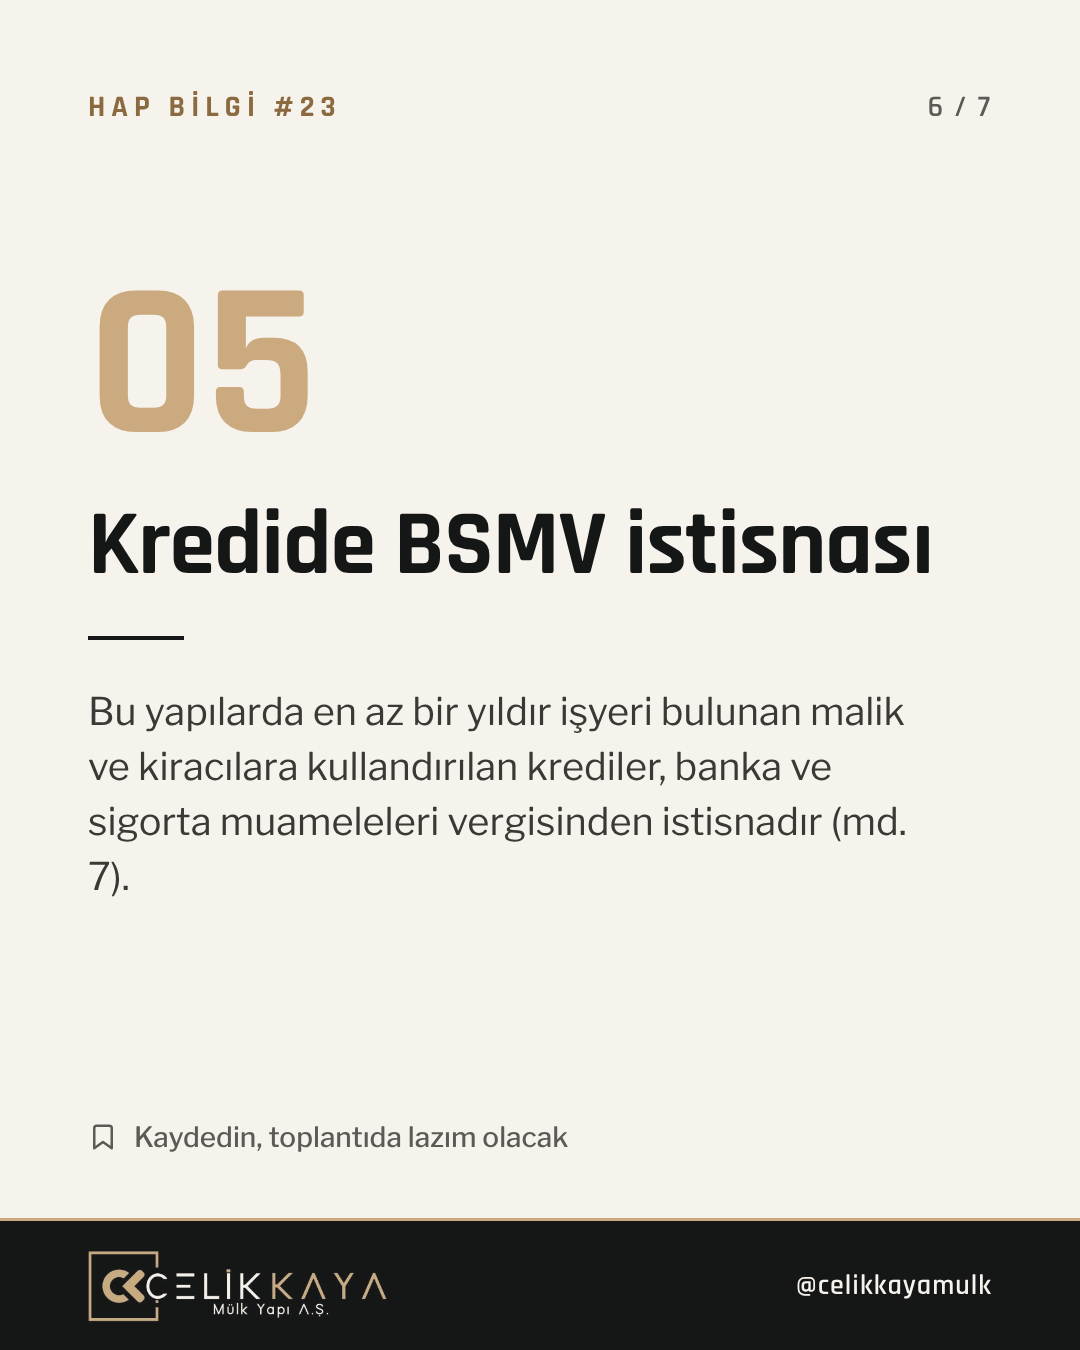 HAP BİLGİ #23
6 / 7
05
Kredide BSMV istisnası
Bu yapılarda en az bir yıldır işyeri bulunan malik
ve kiracılara kullandırılan krediler, banka ve
sigorta muameleleri vergisinden istisnadır (md.
7).
Kaydedin, toplantıda lazım olacak
ÇELİKKAYA
Mülk Yapı A.Ş.
@celikkayamulk